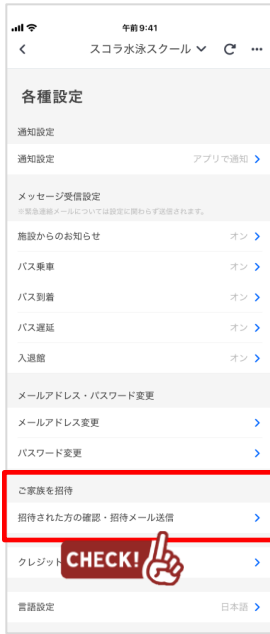 午前9:41
スコラ水泳スクール
各種設定
通知設定
通知設定 アプリで通知
メッセージ受信設定
※緊急連絡メールについては設定に関わらず送信されます。
施設からのお知らせ オン
バス乗車 オン
バス到着 オン
バス遅延 オン
入退館 オン
メールアドレス・パスワード変更
メールアドレス変更
パスワード変更
ご家族を招待
招待された方の確認・招待メール送信
クレジット
CHECK!
言語設定 日本語